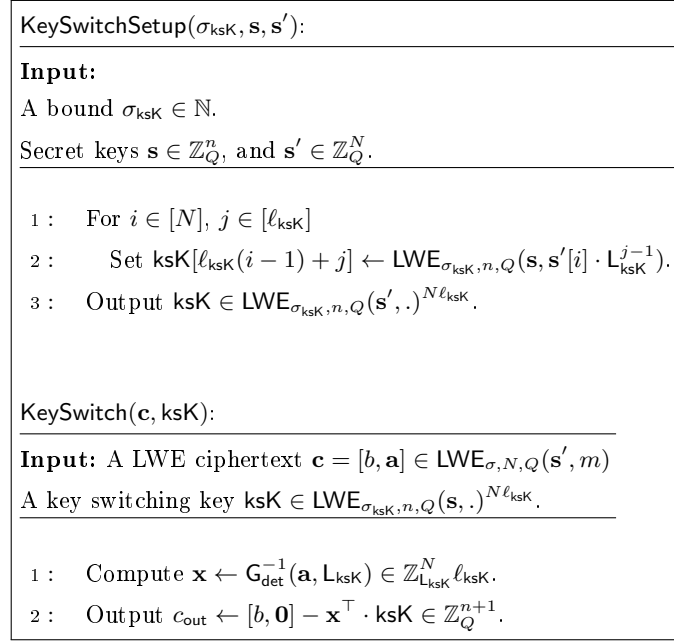 KeySwitchSetup(σ_ksK, s, s′):
Input:
A bound σ_ksK ∈ ℕ.
Secret keys s ∈ ℤ_Q^n, and s′ ∈ ℤ_Q^N.
1 : For i ∈ [N], j ∈ [ℓ_ksK]
2 : Set ksK[ℓ_ksK(i − 1) + j] ← LWE_{σ_ksK,n,Q}(s, s′[i] · L_ksK^{j−1}).
3 : Output ksK ∈ LWE_{σ_ksK,n,Q}(s′, .)^{Nℓ_ksK}.
KeySwitch(c, ksK):
Input: A LWE ciphertext c = [b, a] ∈ LWE_{σ,N,Q}(s′, m)
A key switching key ksK ∈ LWE_{σ_ksK,n,Q}(s, .)^{Nℓ_ksK}.
1 : Compute x ← G_det^{−1}(a, L_ksK) ∈ ℤ_{L_ksK}^N ℓ_ksK.
2 : Output c_out ← [b, 0] − x^⊤ · ksK ∈ ℤ_Q^{n+1}.